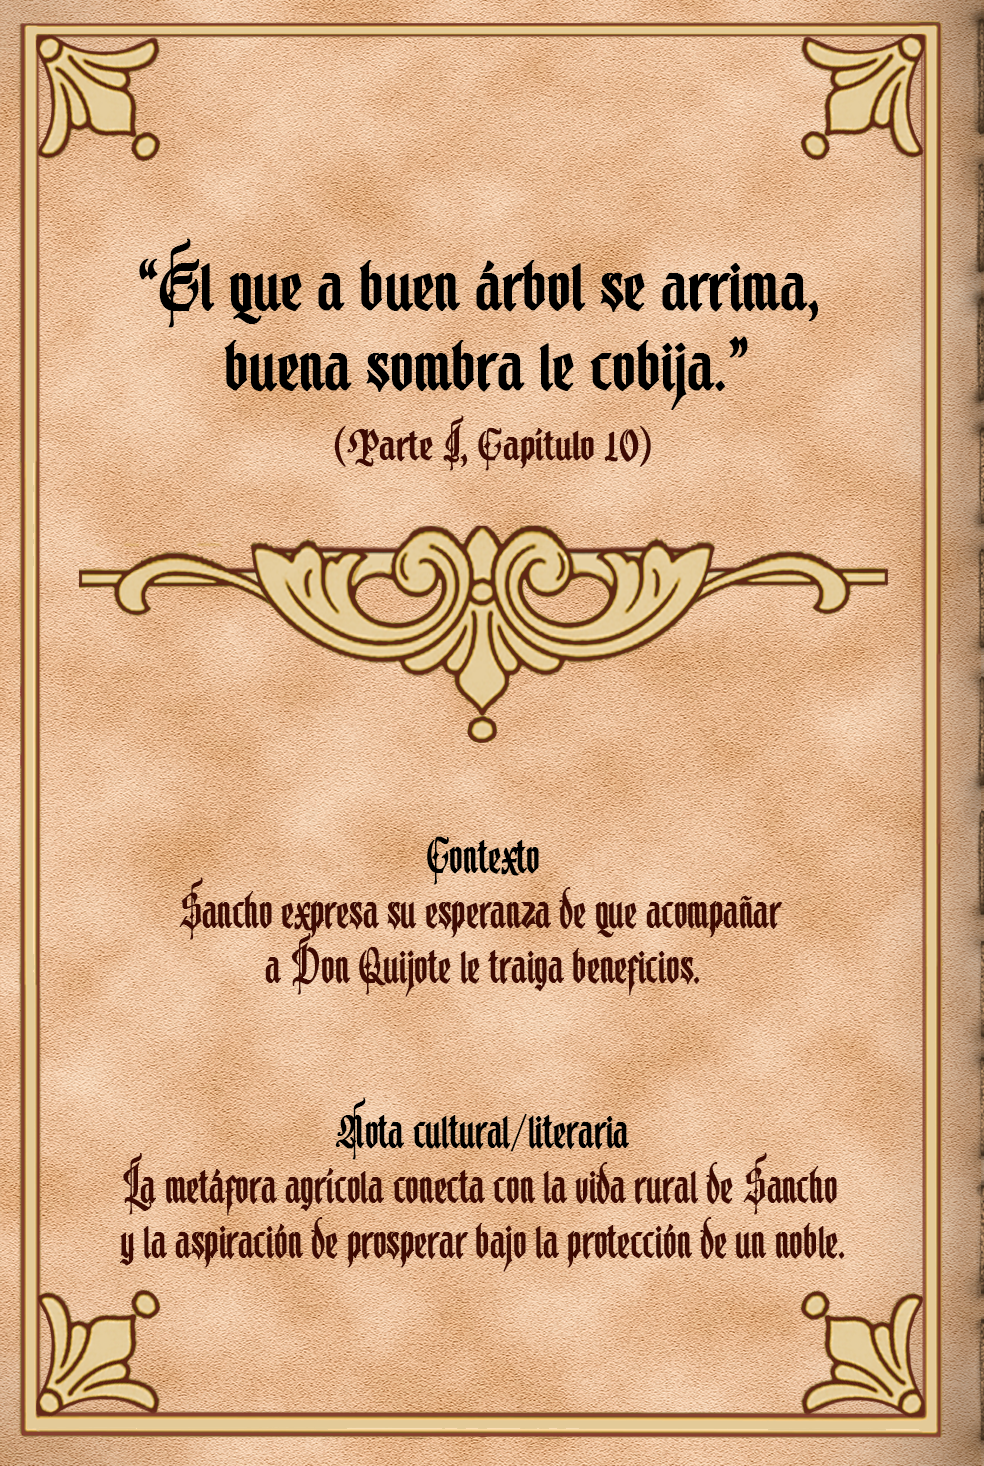 “El que a buen árbol se arrima,
buena sombra le cobija.”
(Parte I, Capítulo 10)
Contexto
Sancho expresa su esperanza de que acompañar
a Don Quijote le traiga beneficios.
Nota cultural/literaria
La metáfora agrícola conecta con la vida rural de Sancho
y la aspiración de prosperar bajo la protección de un noble.